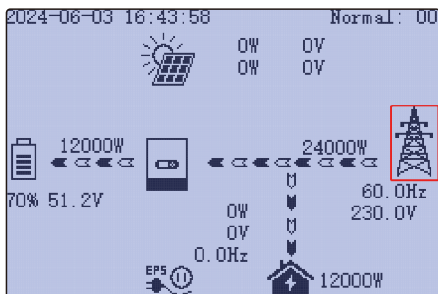 2024-06-03 16:43:58 Normal: 00
0W 0V
0W 0V
12000W 24000W
70% 51.2V
60.0Hz
230.0V
0W
0V
0.0Hz
EPS
12000W